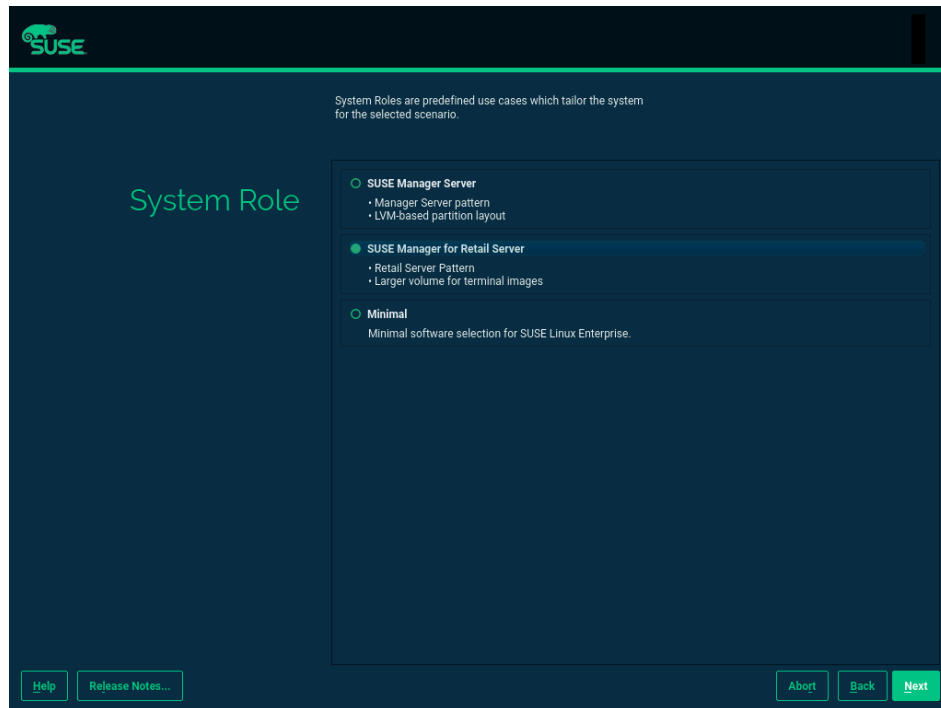 SUSE
System Roles are predefined use cases which tailor the system
for the selected scenario.
System Role
SUSE Manager Server
• Manager Server pattern
• LVM-based partition layout
SUSE Manager for Retail Server
• Retail Server Pattern
• Larger volume for terminal images
Minimal
Minimal software selection for SUSE Linux Enterprise.
Help
Release Notes...
Abort
Back
Next